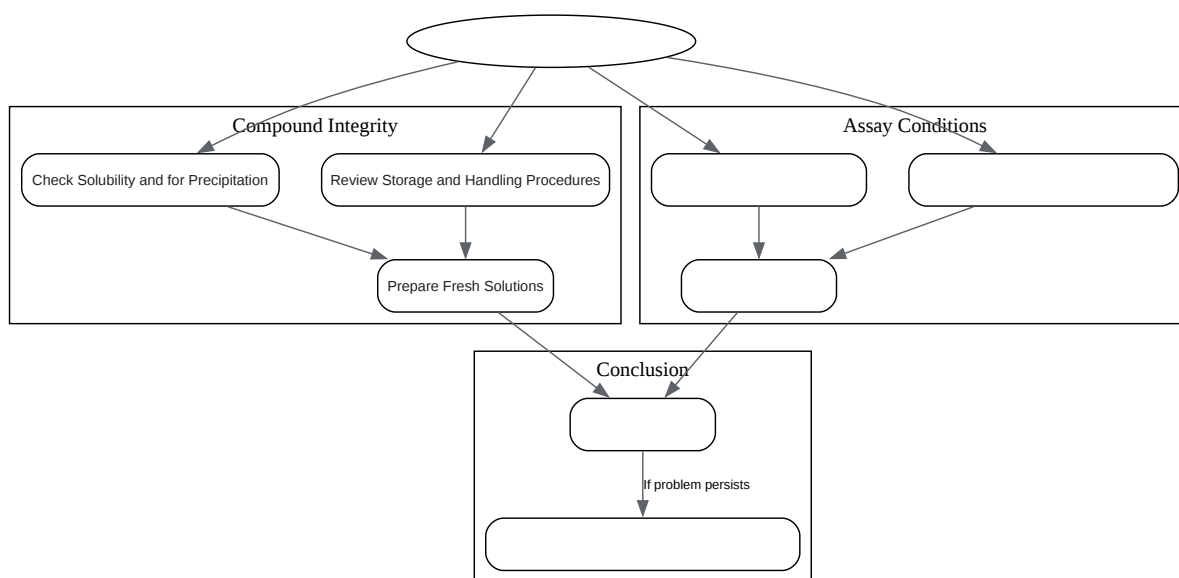 Compound Integrity
Assay Conditions
Check Solubility and for Precipitation
Review Storage and Handling Procedures
Prepare Fresh Solutions
Conclusion
If problem persists